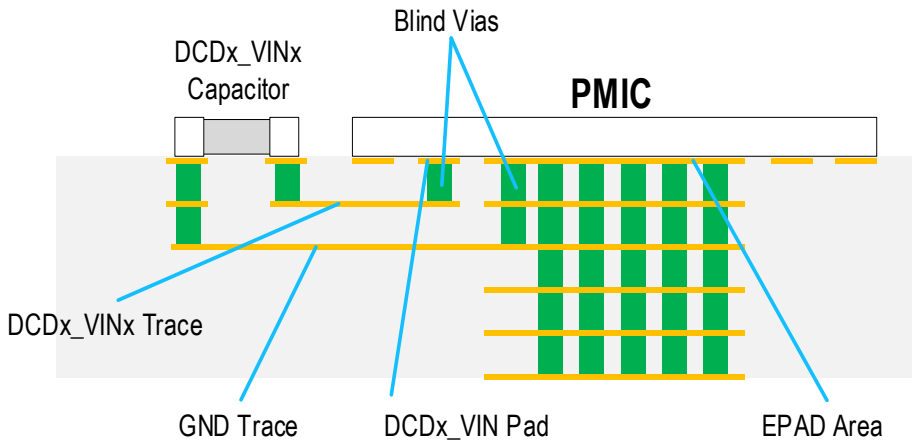 Blind Vias
DCDx_VINx
Capacitor
PMIC
DCDx_VINx Trace
GND Trace
DCDx_VIN Pad
EPAD Area